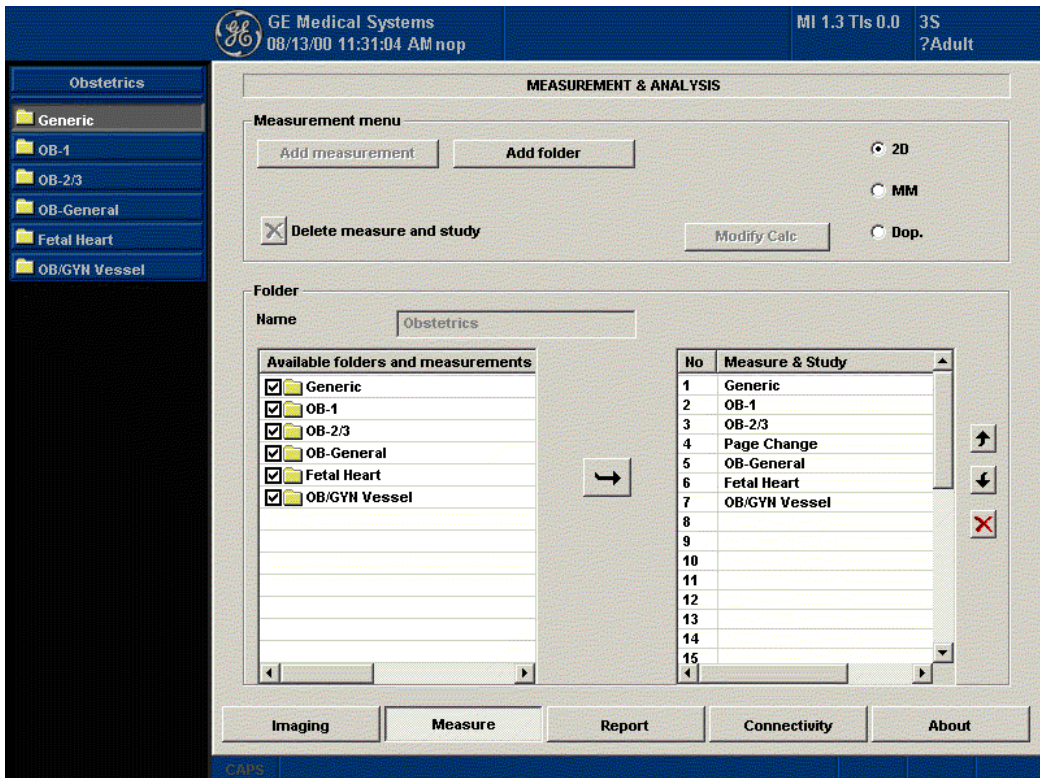 GE Medical Systems
08/13/00 11:31:04 AM nop
MI 1.3 TIs 0.0
3S
?Adult
Obstetrics
Generic
OB-1
OB-2/3
OB-General
Fetal Heart
OB/GYN Vessel
MEASUREMENT & ANALYSIS
Measurement menu
Add measurement
Add folder
2D
MM
Dop.
Delete measure and study
Modify Calc
Folder
Name
Obstetrics
Available folders and measurements
Generic
OB-1
OB-2/3
OB-General
Fetal Heart
OB/GYN Vessel
No Measure & Study
1 Generic
2 OB-1
3 OB-2/3
4 Page Change
5 OB-General
6 Fetal Heart
7 OB/GYN Vessel
8
9
10
11
12
13
14
15
Imaging
Measure
Report
Connectivity
About
CAPS